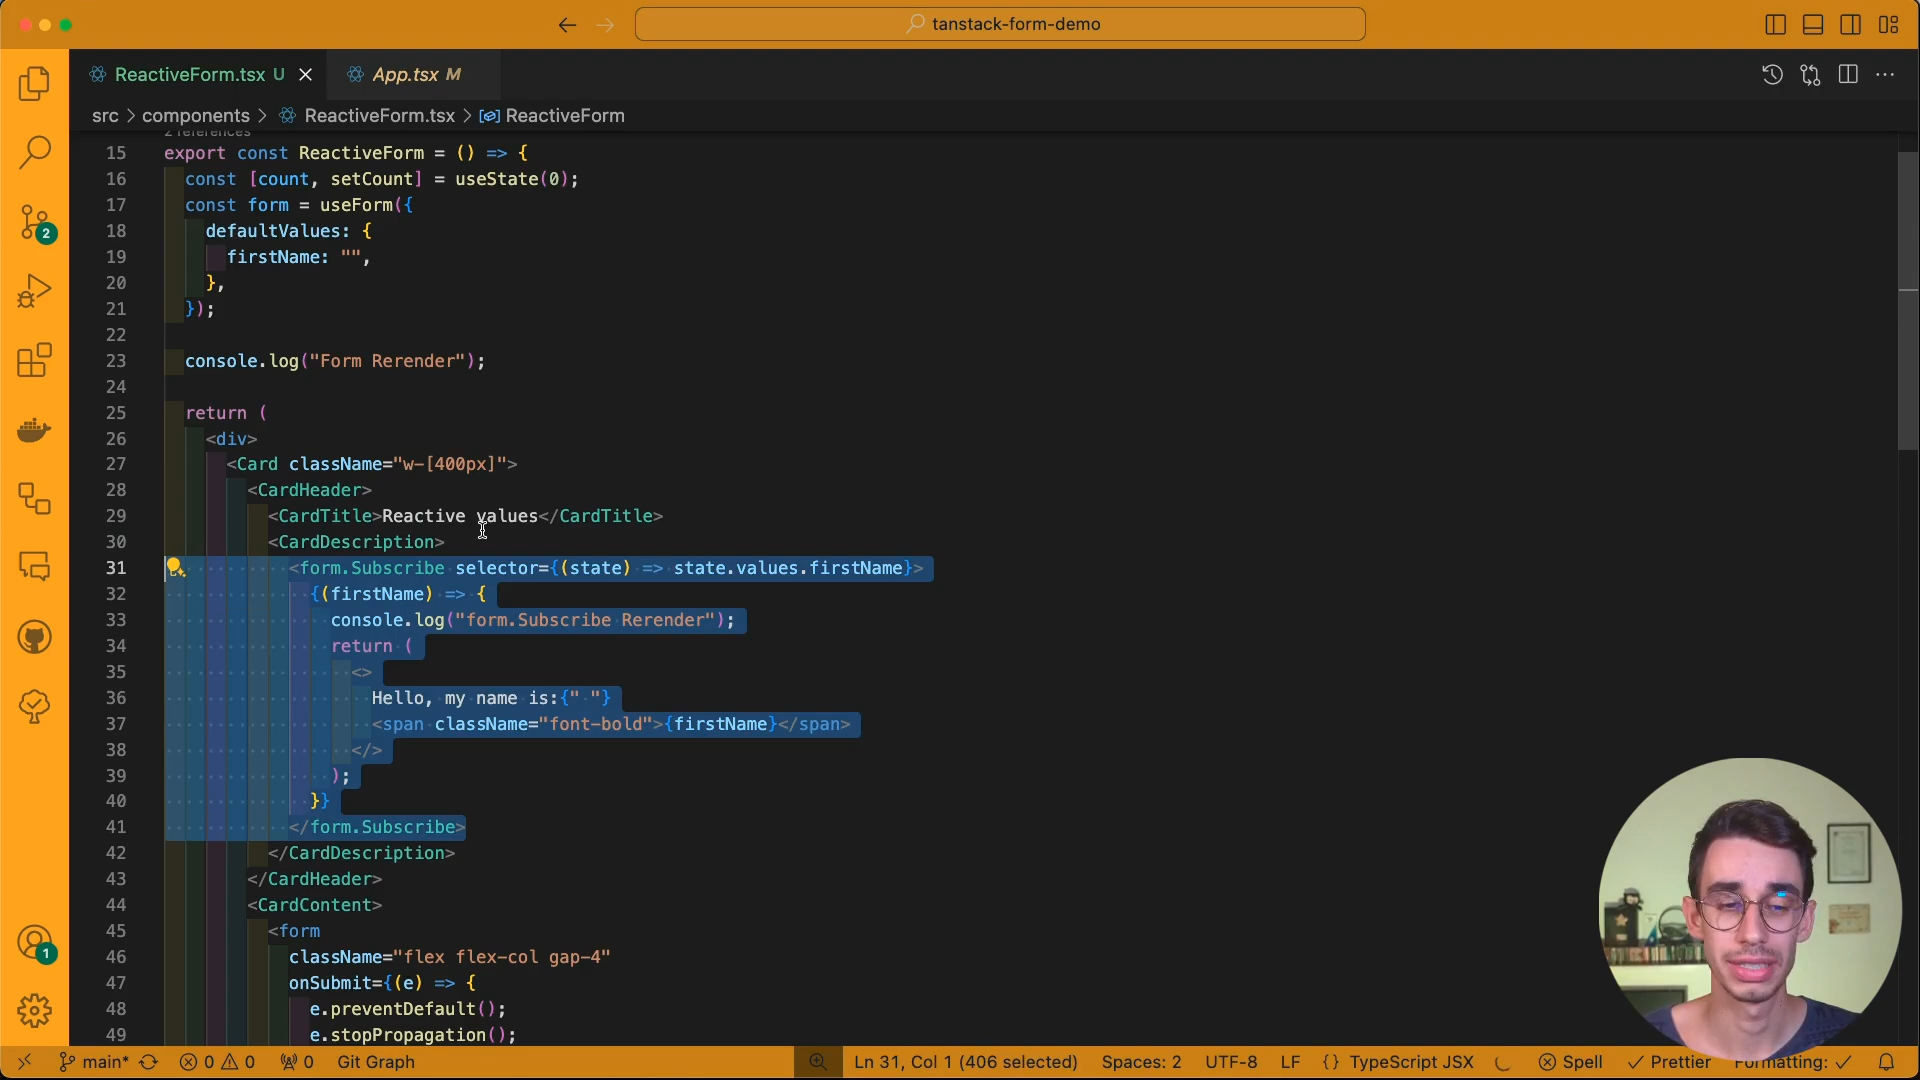 tanstack-form-demo
ReactiveForm.tsx U
App.tsx M
src > components > ReactiveForm.tsx > ReactiveForm
2 references
15 export const ReactiveForm = () => {
16 const [count, setCount] = useState(0);
17 const form = useForm({
18 defaultValues: {
19 firstName: "",
20 },
21 });
22
23 console.log("Form Rerender");
24
25 return (
26 <div>
27 <Card className="w-[400px]">
28 <CardHeader>
29 <CardTitle>Reactive values</CardTitle>
30 <CardDescription>
31 <form.Subscribe selector={(state) => state.values.firstName}>
32 {(firstName) => {
33 console.log("form.Subscribe Rerender");
34 return (
35 <>
36 Hello, my name is:{" "}
37 <span className="font-bold">{firstName}</span>
38 </>
39 );
40 }}
41 </form.Subscribe>
42 </CardDescription>
43 </CardHeader>
44 <CardContent>
45 <form
46 className="flex flex-col gap-4"
47 onSubmit={(e) => {
48 e.preventDefault();
49 e.stopPropagation();
2
1
main* 0 0 0 Git Graph Ln 31, Col 1 (406 selected) Spaces: 2 UTF-8 LF {} TypeScript JSX Spell Prettier Formatting: